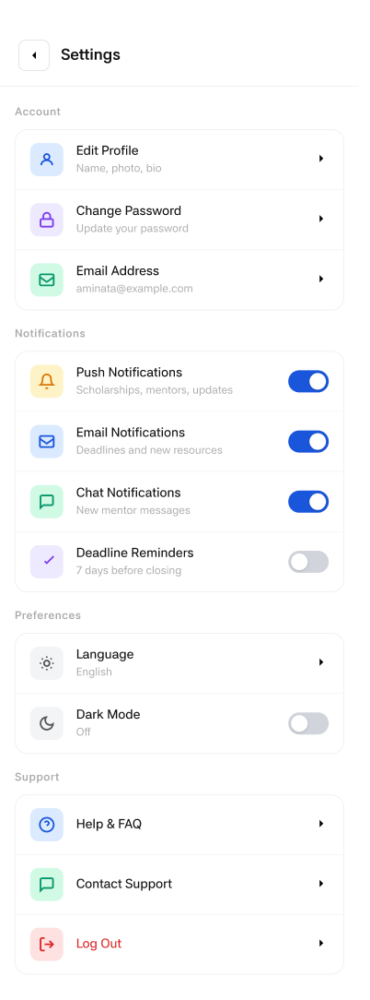 Settings
Account
Edit Profile
Name, photo, bio
Change Password
Update your password
Email Address
aminata@example.com
Notifications
Push Notifications
Scholarships, mentors, updates
Email Notifications
Deadlines and new resources
Chat Notifications
New mentor messages
Deadline Reminders
7 days before closing
Preferences
Language
English
Dark Mode
Off
Support
Help & FAQ
Contact Support
Log Out